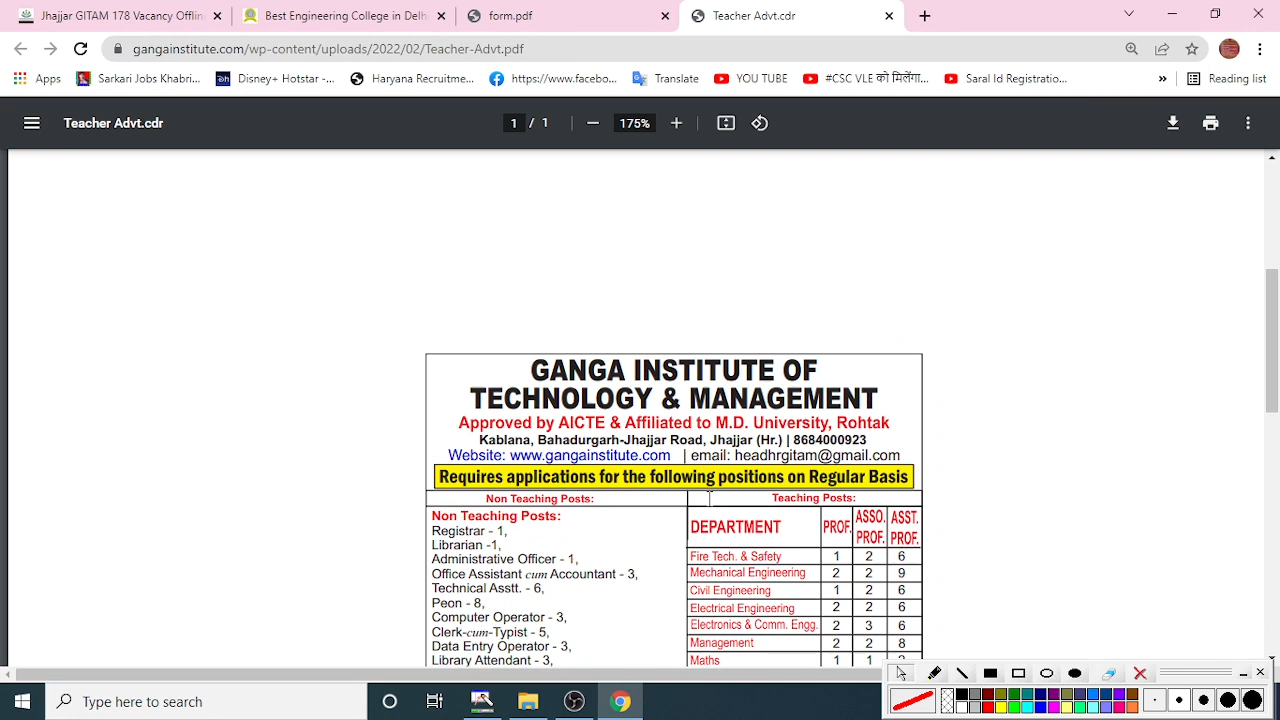 Jhajjar GITAM 178 Vacancy Offlin
Best Engineering College in Delh
form.pdf
Teacher Advt.cdr
gangainstitute.com/wp-content/uploads/2022/02/Teacher-Advt.pdf
Apps
Sarkari Jobs Khabri...
Disney+ Hotstar -...
Haryana Recruitme...
https://www.facebo...
Translate
YOU TUBE
#CSC VLE को मिलेंगा...
Saral Id Registratio...
»
Reading list
Teacher Advt.cdr
1 / 1
175%
GANGA INSTITUTE OF
TECHNOLOGY & MANAGEMENT
Approved by AICTE & Affiliated to M.D. University, Rohtak
Kablana, Bahadurgarh-Jhajjar Road, Jhajjar (Hr.) | 8684000923
Website: www.gangainstitute.com | email: headhrgitam@gmail.com
Requires applications for the following positions on Regular Basis
Non Teaching Posts:
Non Teaching Posts:
Registrar - 1,
Librarian -1,
Administrative Officer - 1,
Office Assistant cum Accountant - 3,
Technical Asstt. - 6,
Peon - 8,
Computer Operator - 3,
Clerk-cum-Typist - 5,
Data Entry Operator - 3,
Library Attendant - 3,
Teaching Posts:
DEPARTMENT PROF. ASSO. PROF. ASST. PROF.
Fire Tech. & Safety 1 2 6
Mechanical Engineering 2 2 9
Civil Engineering 1 2 6
Electrical Engineering 2 2 6
Electronics & Comm. Engg. 2 3 6
Management 2 2 8
Maths 1 1
Type here to search